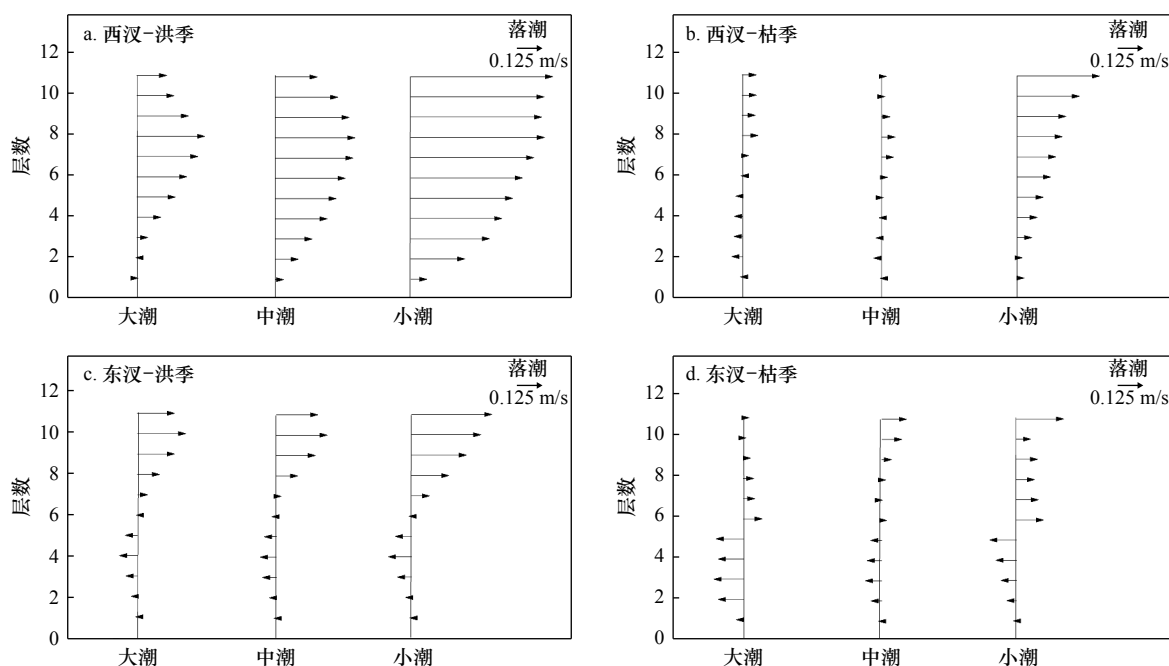 a. 西汊-洪季
落潮
0.125 m/s
12
10
8
6
4
2
0
层数
大潮
中潮
小潮
b. 西汊-枯季
落潮
0.125 m/s
12
10
8
6
4
2
0
层数
大潮
中潮
小潮
c. 东汊-洪季
落潮
0.125 m/s
12
10
8
6
4
2
0
层数
大潮
中潮
小潮
d. 东汊-枯季
落潮
0.125 m/s
12
10
8
6
4
2
0
层数
大潮
中潮
小潮